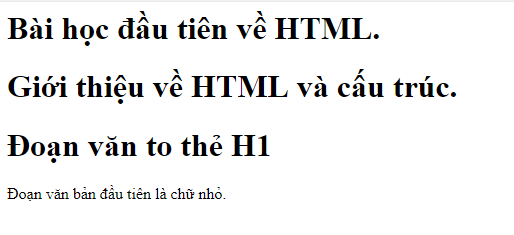 Bài học đầu tiên về HTML.
Giới thiệu về HTML và cấu trúc.
Đoạn văn to thẻ H1
Đoạn văn bản đầu tiên là chữ nhỏ.